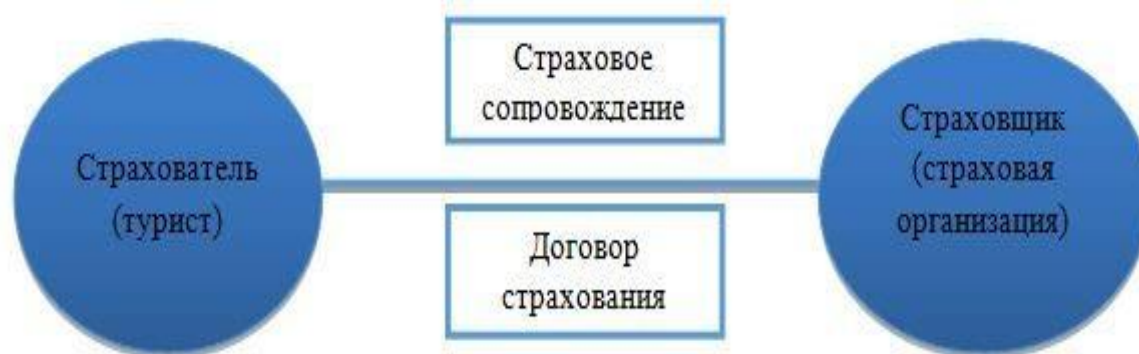 Страхователь
(турист)
Страховое
сопровождение
Договор
страхования
Страховщик
(страховая
организация)